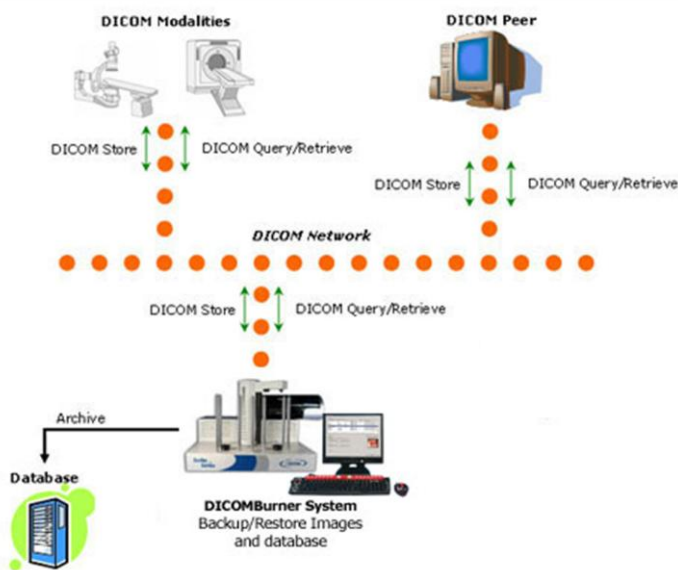 DICOM Modalities
DICOM Peer
DICOM Store
DICOM Query/Retrieve
DICOM Store
DICOM Query/Retrieve
DICOM Network
DICOM Store
DICOM Query/Retrieve
Archive
Database
DICOMBurner System
Backup/Restore Images
and database